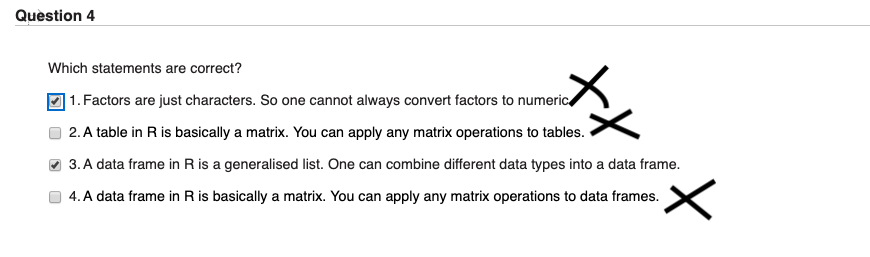 Question 4
Which statements are correct?
1. Factors are just characters. So one cannot always convert factors to numeric.
2. A table in R is basically a matrix. You can apply any matrix operations to tables.
3. A data frame in R is a generalised list. One can combine different data types into a data frame.
4. A data frame in R is basically a matrix. You can apply any matrix operations to data frames.